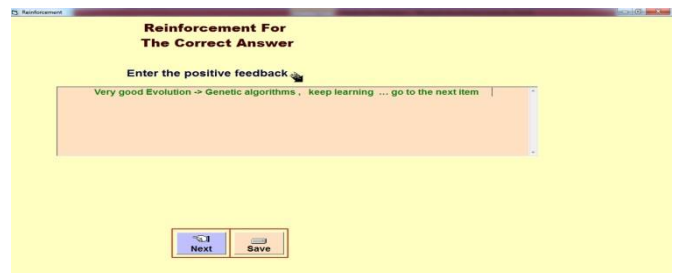 Reinforcement
Reinforcement For
The Correct Answer
Enter the positive feedback
Very good Evolution -> Genetic algorithms , keep learning ... go to the next item
Next Save